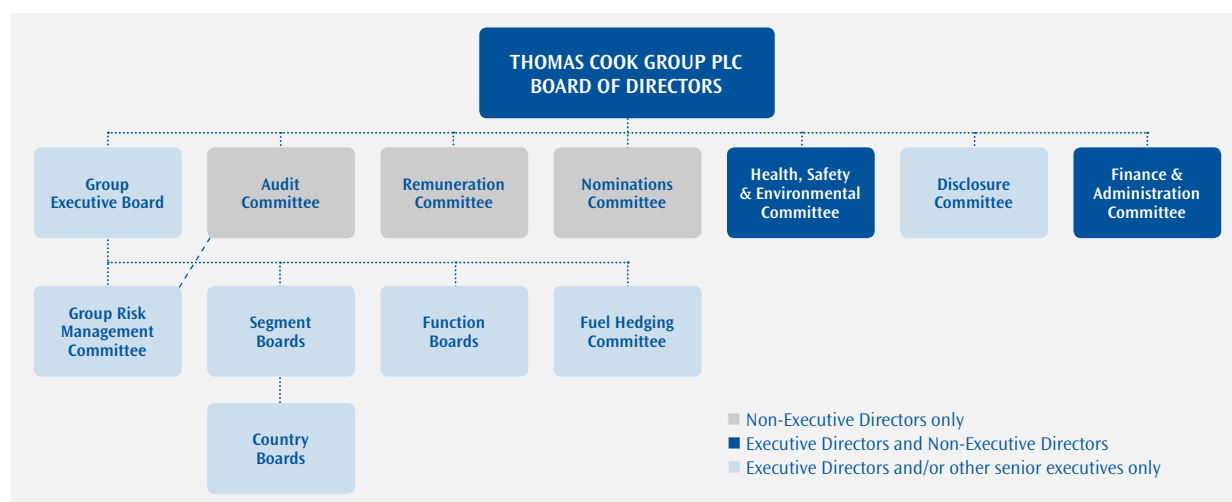 THOMAS COOK GROUP PLC
BOARD OF DIRECTORS
Group
Executive Board
Audit
Committee
Remuneration
Committee
Nominations
Committee
Health, Safety
& Environmental
Committee
Disclosure
Committee
Finance &
Administration
Committee
Group Risk
Management
Committee
Segment
Boards
Function
Boards
Fuel Hedging
Committee
Country
Boards
Non-Executive Directors only
Executive Directors and Non-Executive Directors
Executive Directors and/or other senior executives only